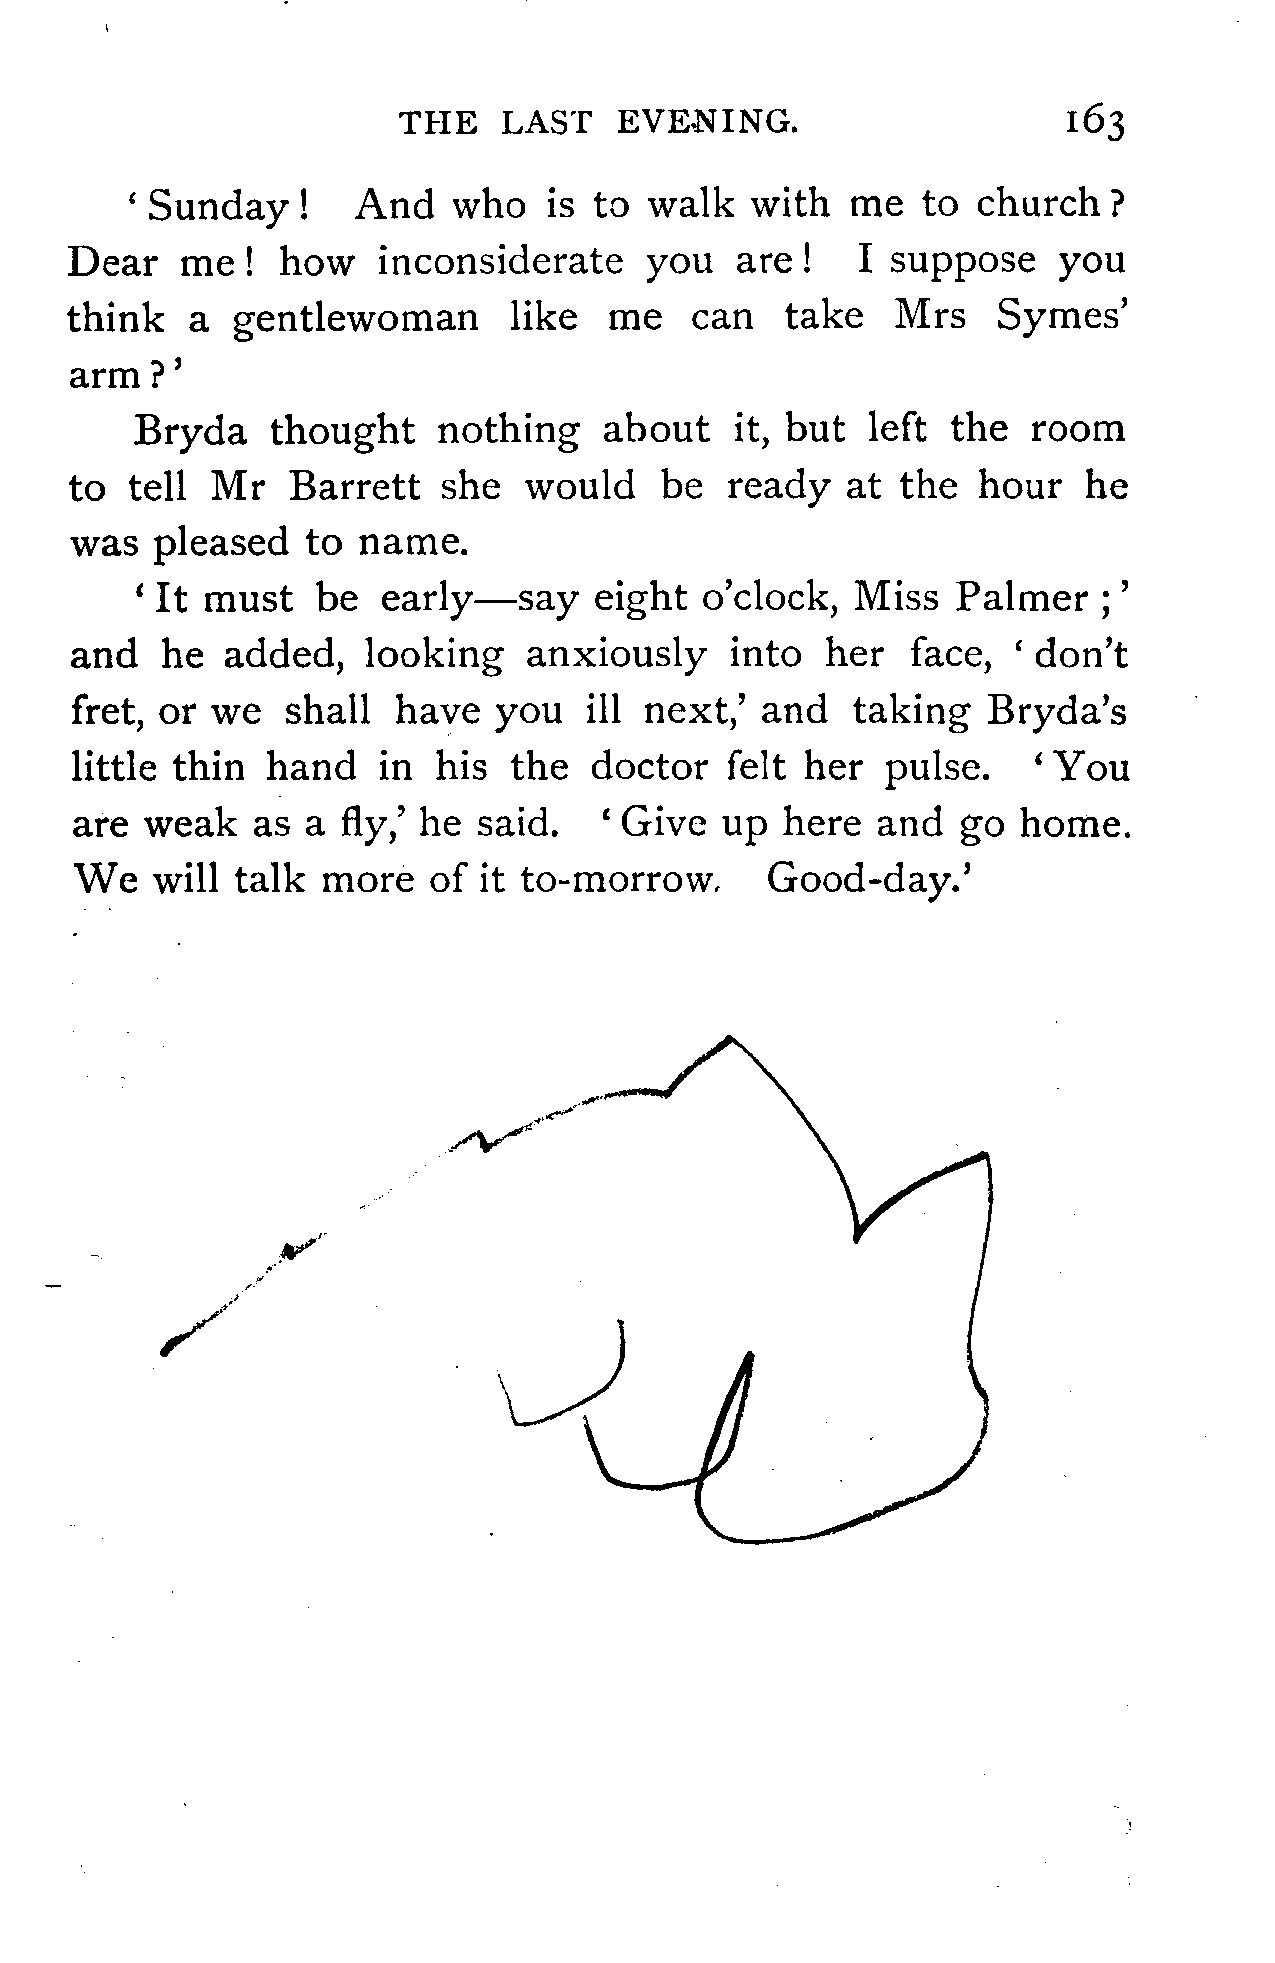 THE LAST EVENING. 163
‘ Sunday ! And who is to walk with me to church ?
Dear me ! how inconsiderate you are ! I suppose you
think a gentlewoman like me can take Mrs Symes’
arm ? ’
Bryda thought nothing about it, but left the room
to tell Mr Barrett she would be ready at the hour he
was pleased to name.
‘ It must be early—say eight o’clock, Miss Palmer ; ’
and he added, looking anxiously into her face, ‘ don’t
fret, or we shall have you ill next,’ and taking Bryda’s
little thin hand in his the doctor felt her pulse. ‘ You
are weak as a fly,’ he said. ‘ Give up here and go home.
We will talk more of it to-morrow. Good-day.’